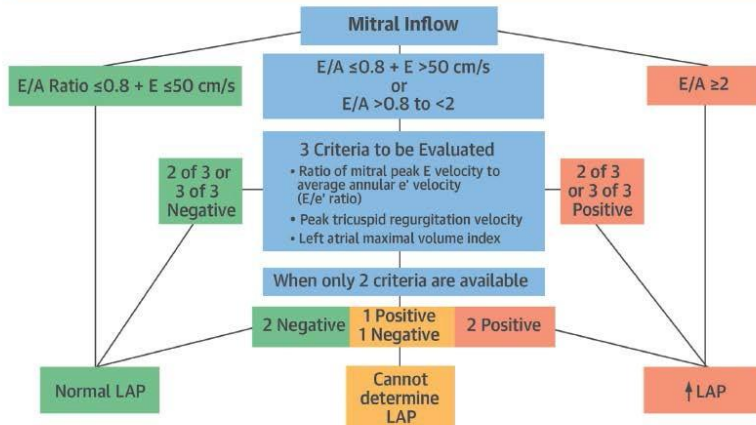 Mitral Inflow
E/A Ratio ≤0.8 + E ≤50 cm/s
E/A ≤0.8 + E >50 cm/s
or
E/A >0.8 to <2
E/A ≥2
3 Criteria to be Evaluated
• Ratio of mitral peak E velocity to
average annular e' velocity
(E/e' ratio)
• Peak tricuspid regurgitation velocity
• Left atrial maximal volume index
2 of 3 or
3 of 3
Negative
2 of 3
or 3 of 3
Positive
When only 2 criteria are available
2 Negative
1 Positive
1 Negative
2 Positive
Normal LAP
Cannot
determine
LAP
↑ LAP